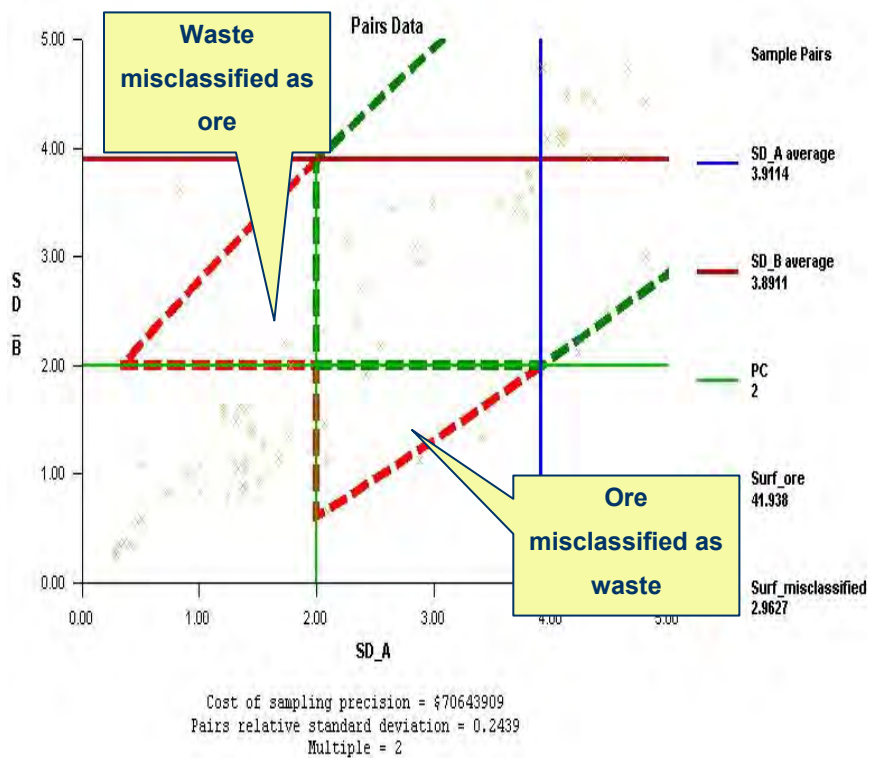 Pairs Data
Waste
misclassified as
ore
5.00
4.00
3.00
2.00
1.00
0.00
S
D
_
B
0.00
1.00
2.00
3.00
4.00
5.00
SD_A
Ore
misclassified as
waste
Sample Pairs
SD_A average
3.9114
SD_B average
3.8911
PC
2
Surf_ore
41.938
Surf_misclassified
2.9627
Cost of sampling precision = $70643909
Pairs relative standard deviation = 0.2439
Multiple = 2